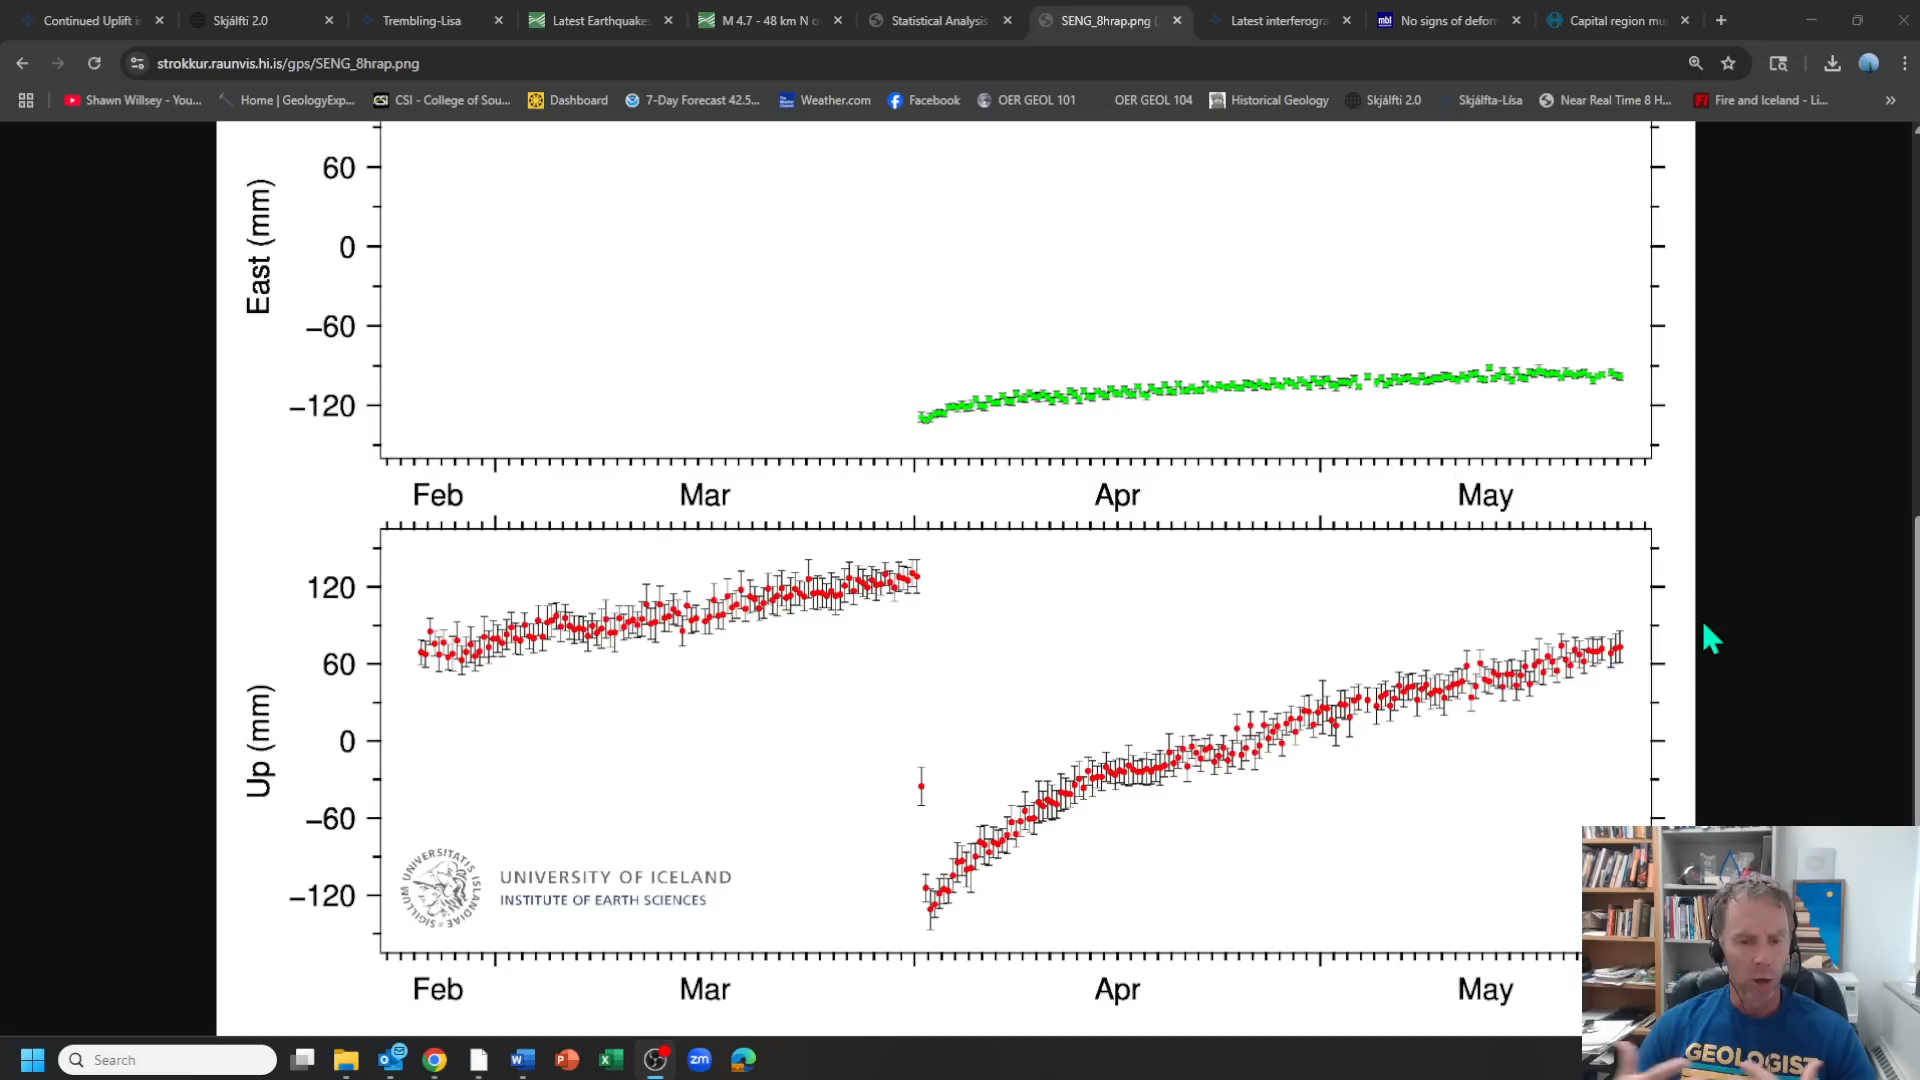 Continued Uplift i
Skjálfti 2.0
Trembling-Lisa
Latest Earthquake
M 4.7 - 48 km N o
Statistical Analysis
SENG_8hrap.png (
Latest interferogra
mbl
No signs of defor
Capital region mu
strokkur.raunvis.hi.is/gps/SENG_8hrap.png
Shawn Willsey - You...
Home | GeologyExp...
CSI
CSI - College of Sou...
Dashboard
7-Day Forecast 42.5...
Weather.com
Facebook
OER GEOL 101
OER GEOL 104
Historical Geology
Skjálfti 2.0
Skjálfta-Lísa
Near Real Time 8 H...
Fire and Iceland - Li...
East (mm)
60
0
−60
−120
Feb
Mar
Apr
May
Up (mm)
120
60
0
−60
−120
UNIVERSITY OF ICELAND
INSTITUTE OF EARTH SCIENCES
Feb
Mar
Apr
May
GEOLOGIST
Search
zm